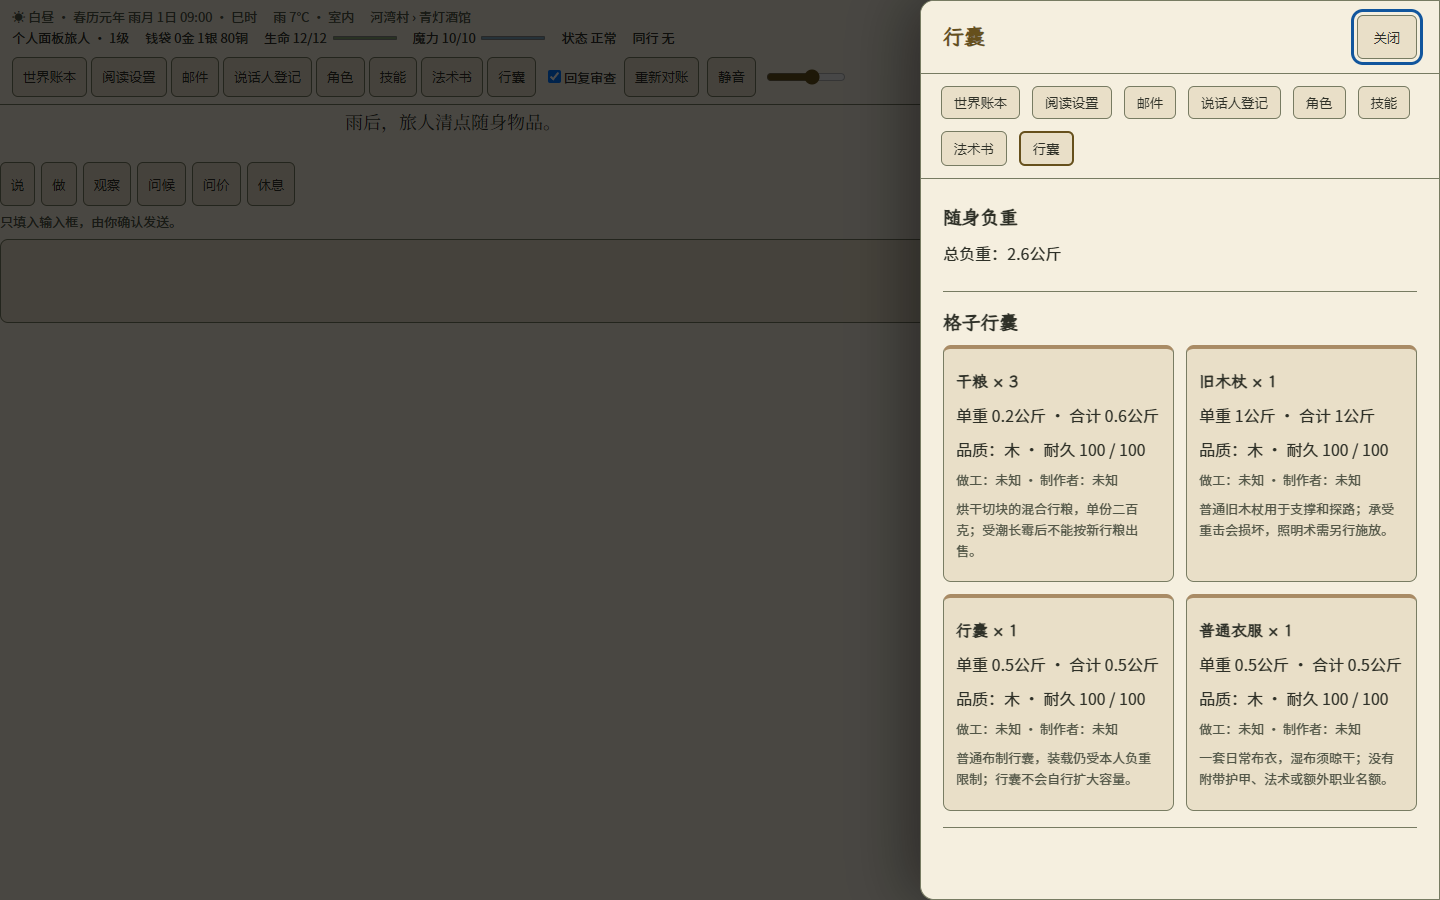 ☀ 白昼 · 春历元年 雨月 1日 09:00 · 巳时 雨 7℃ · 室内 河湾村 › 青灯酒馆
个人面板旅人 · 1级 钱袋 0金 1银 80铜 生命 12/12 魔力 10/10 状态 正常 同行 无
世界账本 阅读设置 邮件 说话人登记 角色 技能 法术书 行囊 回复审查 重新对账 静音
雨后，旅人清点随身物品。
说 做 观察 问候 问价 休息
只填入输入框，由你确认发送。
行囊 关闭
世界账本 阅读设置 邮件 说话人登记 角色 技能
法术书 行囊
随身负重
总负重：2.6公斤
格子行囊
干粮 × 3
单重 0.2公斤 · 合计 0.6公斤
品质：木 · 耐久 100 / 100
做工：未知 · 制作者：未知
烘干切块的混合行粮，单份二百
克；受潮长霉后不能按新行粮出
售。
旧木杖 × 1
单重 1公斤 · 合计 1公斤
品质：木 · 耐久 100 / 100
做工：未知 · 制作者：未知
普通旧木杖用于支撑和探路；承受
重击会损坏，照明术需另行施放。
行囊 × 1
单重 0.5公斤 · 合计 0.5公斤
品质：木 · 耐久 100 / 100
做工：未知 · 制作者：未知
普通布制行囊，装载仍受本人负重
限制；行囊不会自行扩大容量。
普通衣服 × 1
单重 0.5公斤 · 合计 0.5公斤
品质：木 · 耐久 100 / 100
做工：未知 · 制作者：未知
一套日常布衣，湿布须晾干；没有
附带护甲、法术或额外职业名额。